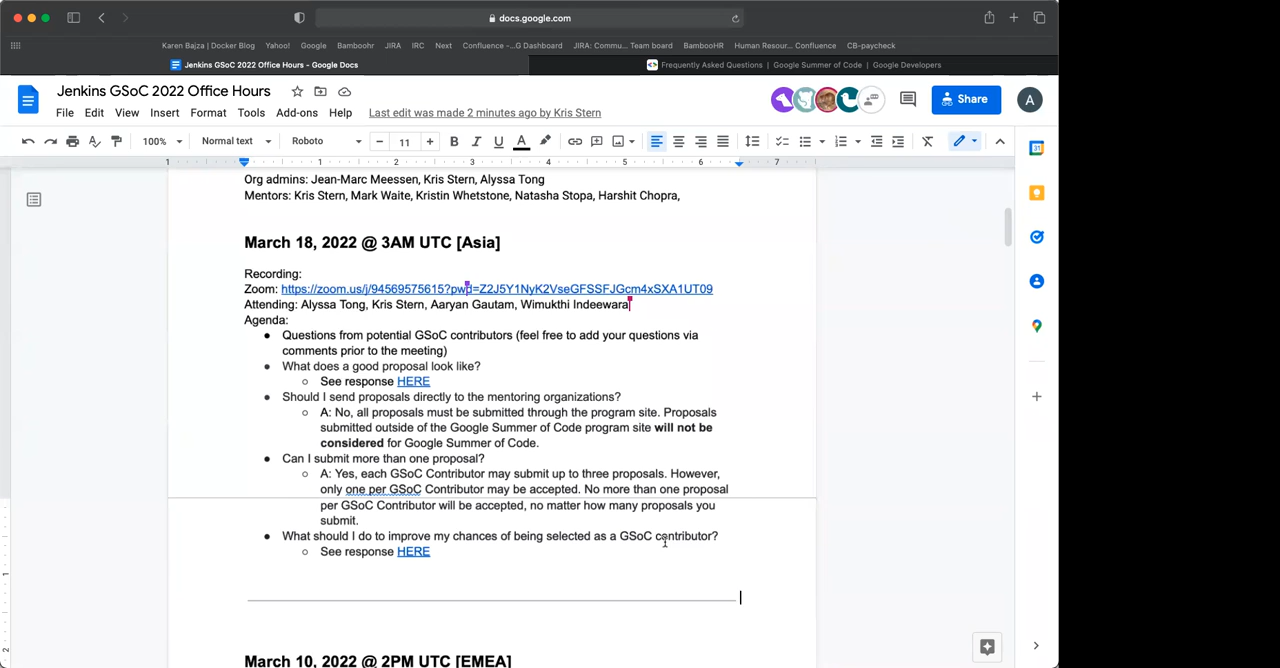 docs.google.com
Karen Bajza | Docker Blog Yahoo! Google Bamboohr JIRA IRC Next Confluence -...G Dashboard JIRA: Commu... Team board BambooHR Human Resour... Confluence CB-paycheck
Jenkins GSoC 2022 Office Hours - Google Docs
Frequently Asked Questions | Google Summer of Code | Google Developers
Jenkins GSoC 2022 Office Hours
File Edit View Insert Format Tools Add-ons Help Last edit was made 2 minutes ago by Kris Stern
Share
A
100% Normal text Roboto 11 B I U A
1 1 2 3 4 5 6 7
Org admins: Jean-Marc Meessen, Kris Stern, Alyssa Tong
Mentors: Kris Stern, Mark Waite, Kristin Whetstone, Natasha Stopa, Harshit Chopra,
March 18, 2022 @ 3AM UTC [Asia]
Recording:
Zoom: https://zoom.us/j/94569575615?pwd=Z2J5Y1NyK2VseGFSSFJGcm4xSXA1UT09
Attending: Alyssa Tong, Kris Stern, Aaryan Gautam, Wimukthi Indeewara
Agenda:
● Questions from potential GSoC contributors (feel free to add your questions via
comments prior to the meeting)
● What does a good proposal look like?
○ See response HERE
● Should I send proposals directly to the mentoring organizations?
○ A: No, all proposals must be submitted through the program site. Proposals
submitted outside of the Google Summer of Code program site will not be
considered for Google Summer of Code.
● Can I submit more than one proposal?
○ A: Yes, each GSoC Contributor may submit up to three proposals. However,
only one per GSoC Contributor may be accepted. No more than one proposal
per GSoC Contributor will be accepted, no matter how many proposals you
submit.
● What should I do to improve my chances of being selected as a GSoC contributor?
○ See response HERE
March 10, 2022 @ 2PM UTC [EMEA]
31
1
2